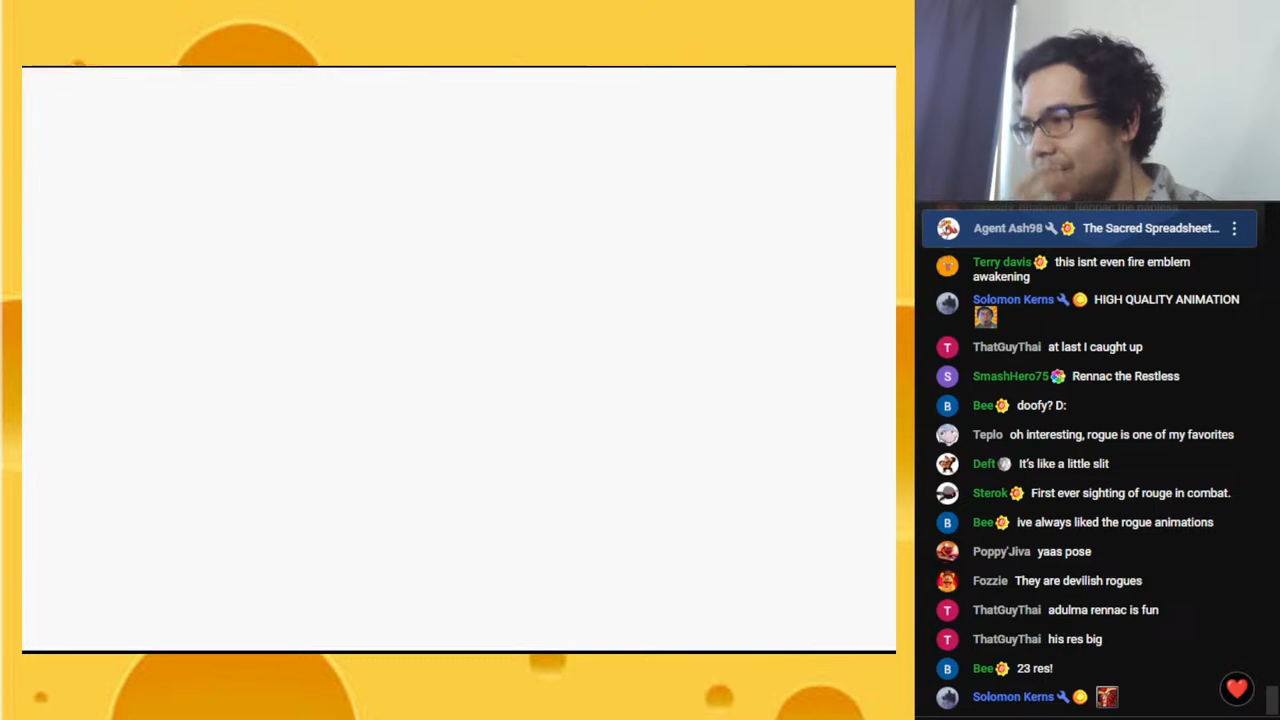 Agent Ash98 The Sacred Spreadsheet...
Terry davis this isnt even fire emblem
awakening
Solomon Kerns HIGH QUALITY ANIMATION
T ThatGuyThai at last I caught up
S SmashHero75 Rennac the Restless
B Bee doofy? D:
Teplo oh interesting, rogue is one of my favorites
Deft It's like a little slit
Sterok First ever sighting of rouge in combat.
B Bee ive always liked the rogue animations
Poppy'Jiva yaas pose
Fozzie They are devilish rogues
T ThatGuyThai adulma rennac is fun
T ThatGuyThai his res big
B Bee 23 res!
Solomon Kerns